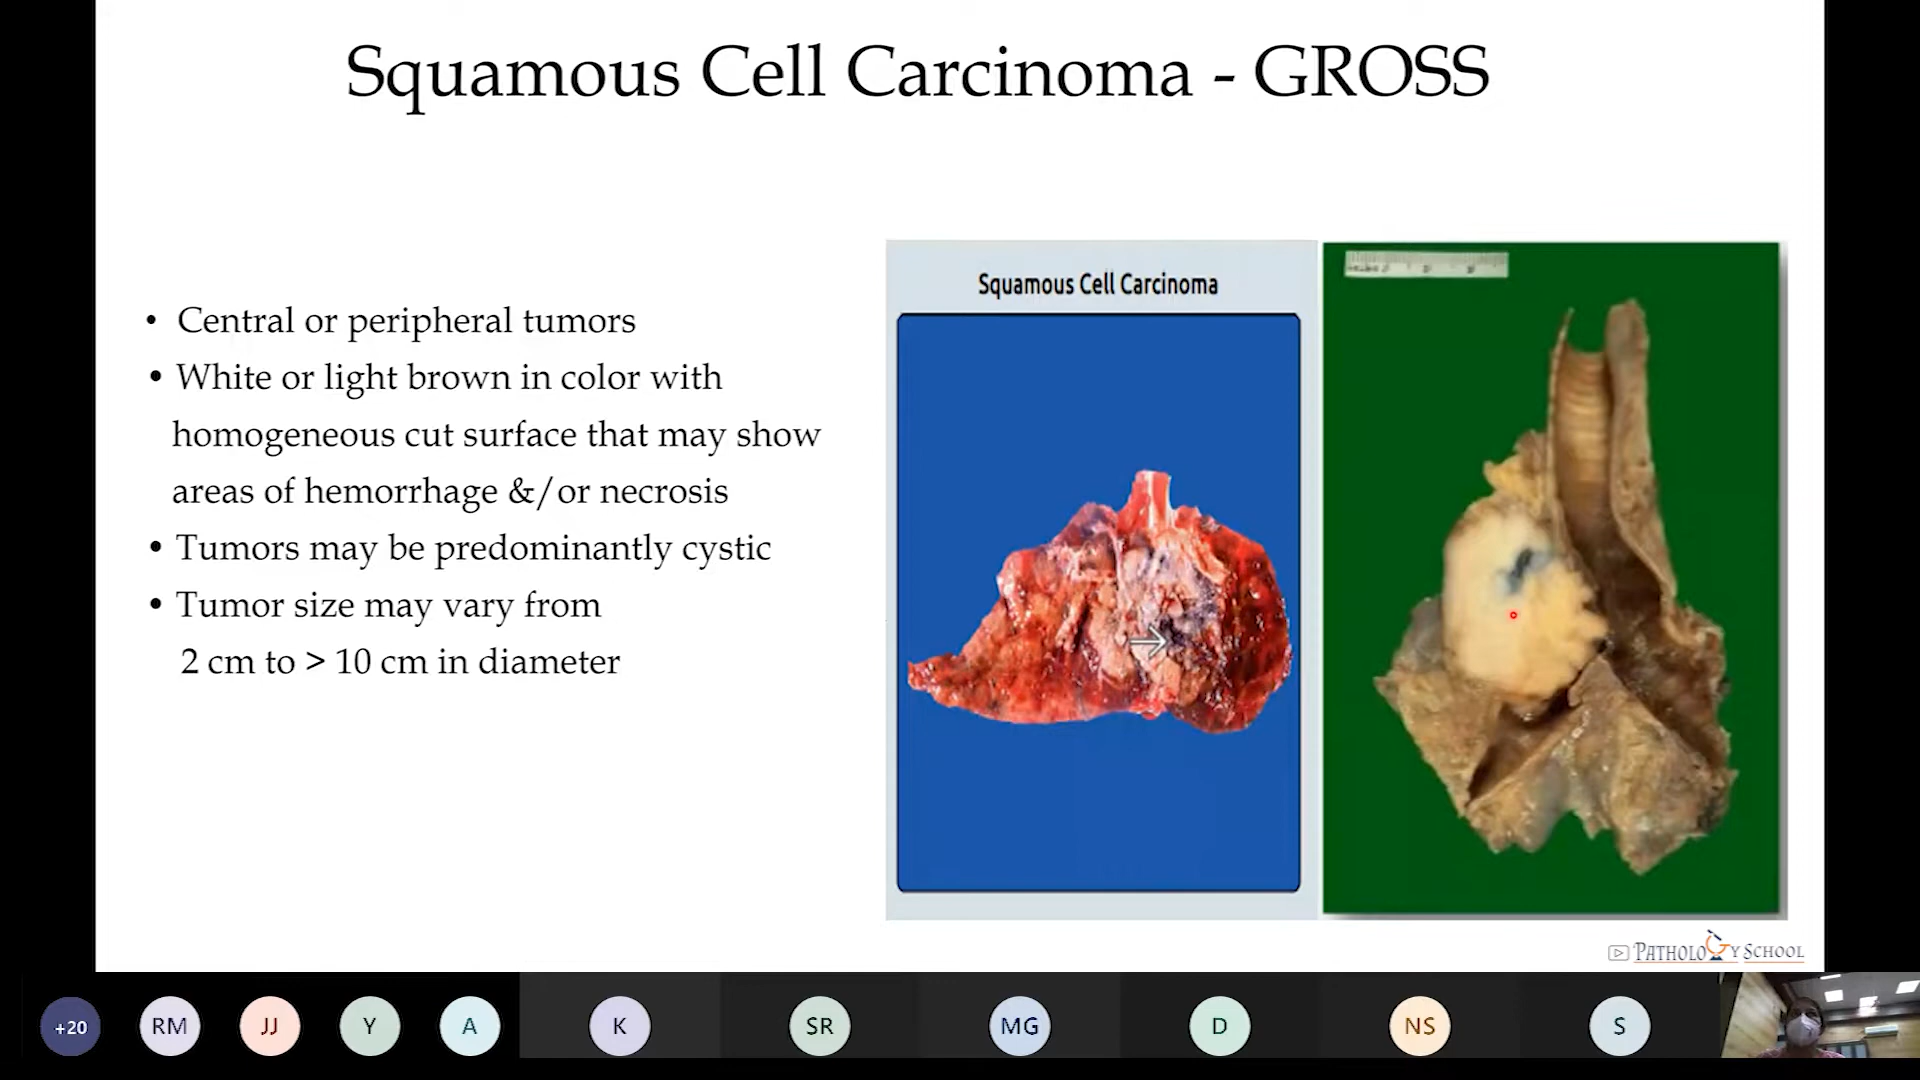 Squamous Cell Carcinoma - GROSS
• Central or peripheral tumors
• White or light brown in color with
homogeneous cut surface that may show
areas of hemorrhage &/or necrosis
• Tumors may be predominantly cystic
• Tumor size may vary from
2 cm to > 10 cm in diameter
Squamous Cell Carcinoma
PATHOLOGY SCHOOL
+20
RM
JJ
Y
A
K
SR
MG
D
NS
S